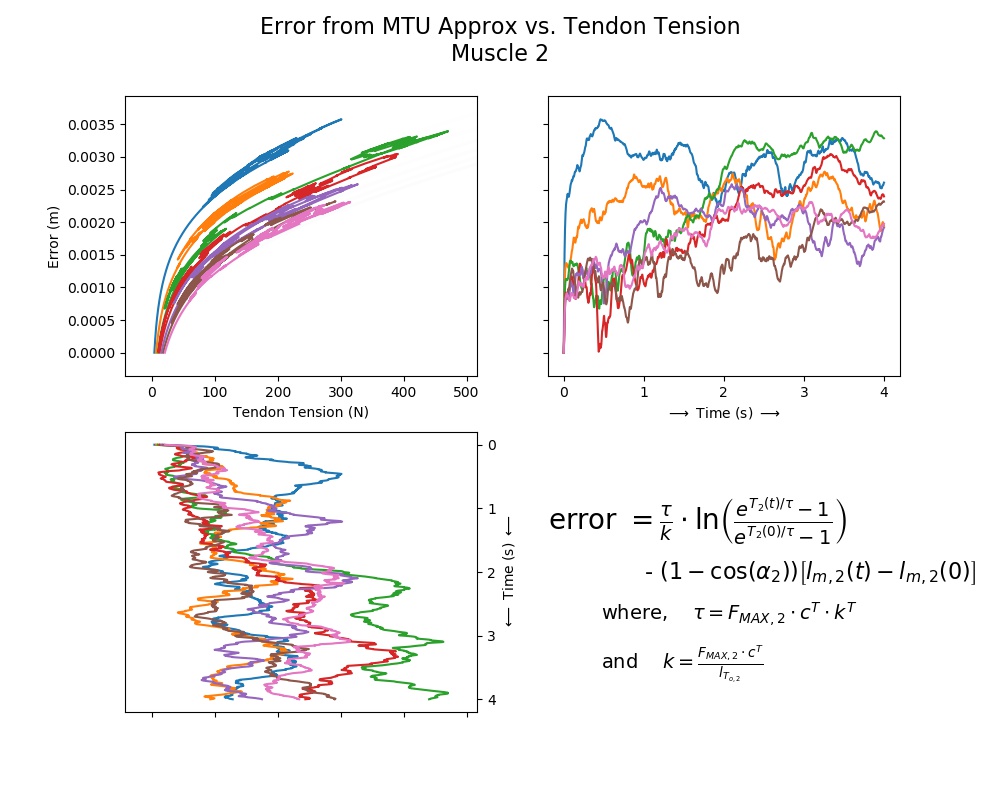 Error from MTU Approx vs. Tendon Tension
Muscle 2
0.0035
0.0030
0.0025
0.0020
0.0015
0.0010
0.0005
0.0000
Error (m)
0 100 200 300 400 500
Tendon Tension (N)
0 1 2 3 4
⟶ Time (s) ⟶
0
1
2
3
4
⟵ Time (s) ⟵
error = τ/k · ln((e^{T₂(t)/τ} − 1)/(e^{T₂(0)/τ} − 1))
- (1 − cos(α₂))[l_{m,2}(t) − l_{m,2}(0)]
where, τ = F_{MAX,2} · c^T · k^T
and k = (F_{MAX,2} · c^T)/l_{T_{o,2}}